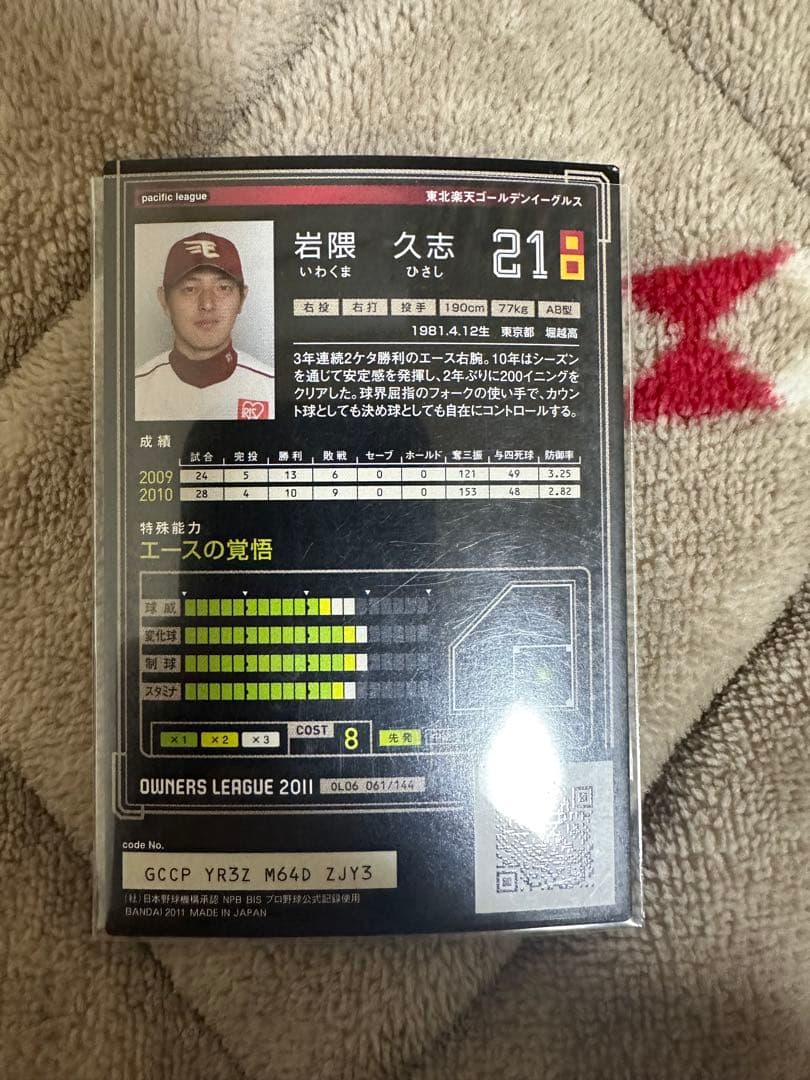 pacific league
東北楽天ゴールデンイーグルス
岩隈 久志 21
いわくま ひさし
右投 右打 投手 190cm 77kg AB型
1981.4.12生 東京都 堀越高
3年連続2ケタ勝利のエース右腕。10年はシーズン
を通じて安定感を発揮し、2年ぶりに200イニングを
クリアした。球界屈指のフォークの使い手で、カウン
ト球としても決め球としても自在にコントロールする。
成績
試合 完投 勝利 敗戦 セーブ ホールド 奪三振 与四死球 防御率
2009 24 5 13 6 0 0 121 49 3.25
2010 28 4 10 9 0 0 153 48 2.82
特殊能力
エースの覚悟
球威
変化球
制球
スタミナ
×1 ×2 ×3 COST 8 先発
OWNERS LEAGUE 2011 OL06 061/144
code No.
GCCP YR3Z M64D ZJY3
(社)日本野球機構承認 NPB BIS プロ野球公式記録使用
BANDAI 2011 MADE IN JAPAN